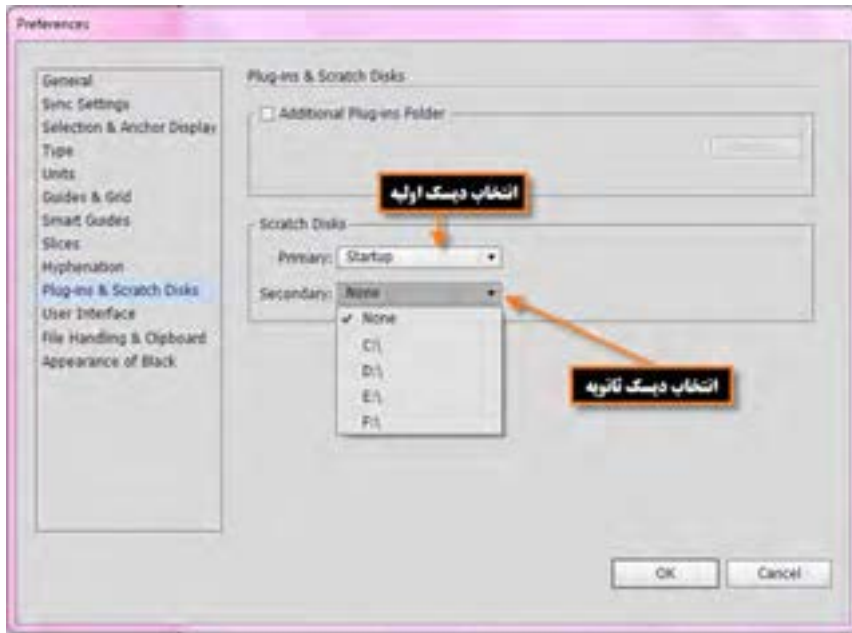 Preferences
General
Sync Settings
Selection & Anchor Display
Type
Units
Guides & Grid
Smart Guides
Slices
Hyphenation
Plug-ins & Scratch Disks
User Interface
File Handling & Clipboard
Appearance of Black
Plug-ins & Scratch Disks
Additional Plug-ins Folder
انتخاب دیسک اولیه
Scratch Disks
Primary: Startup
Secondary: None
None
C:\
D:\
E:\
F:\
انتخاب دیسک ثانویه
OK
Cancel